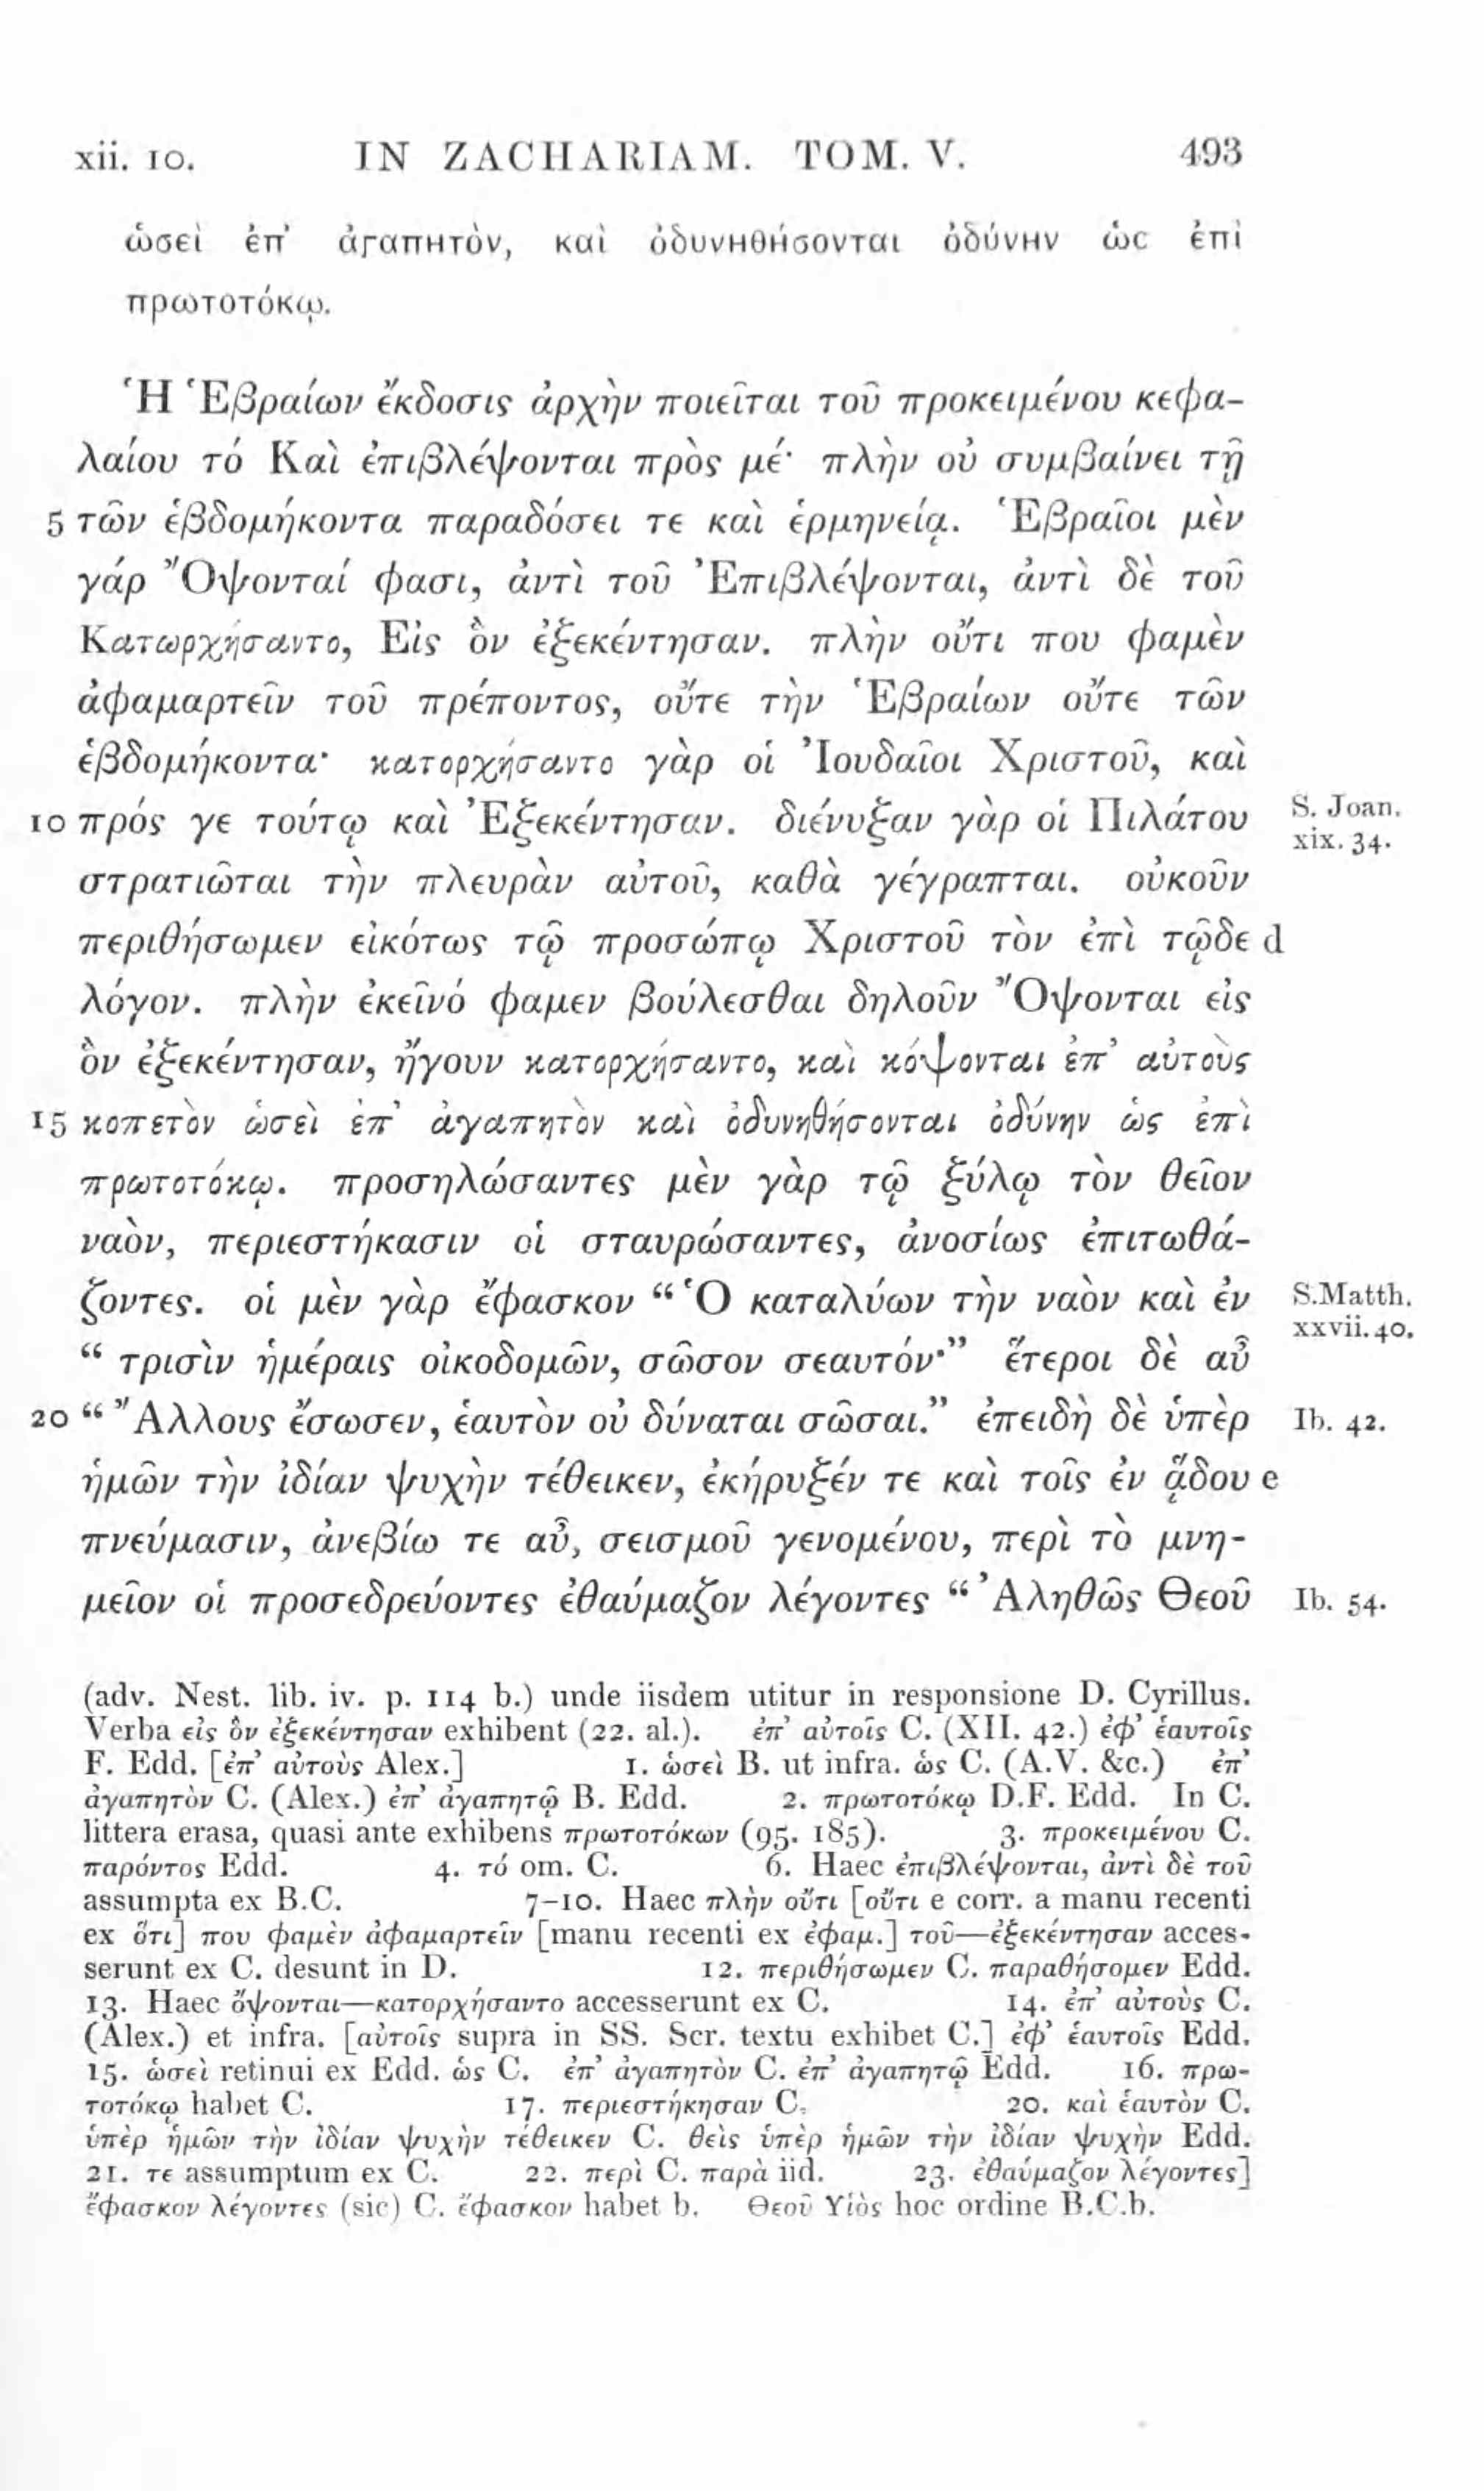 xii. 10. IN ZACHARIAM. TOM. V. 493
ὡσεὶ ἐπ’ ἀγαπητὸν, καὶ ὀδυνηθήσονται ὀδύνην ὡς ἐπὶ
πρωτοτόκῳ.
Ἡ Ἑβραίων ἔκδοσις ἀρχὴν ποιεῖται τοῦ προκειμένου κεφα-
λαίου τό Καὶ ἐπιβλέψονται πρὸς μέ· πλὴν οὐ συμβαίνει τῇ
5 τῶν ἑβδομήκοντα παραδόσει τε καὶ ἑρμηνείᾳ. Ἑβραῖοι μὲν
γάρ Ὄψονταί φασι, ἀντὶ τοῦ Ἐπιβλέψονται, ἀντὶ δὲ τοῦ
Κατωρχήσαντο, Εἰς ὃν ἐξεκέντησαν. πλὴν οὔτι που φαμὲν
ἀφαμαρτεῖν τοῦ πρέποντος, οὔτε τὴν Ἑβραίων οὔτε τῶν
ἑβδομήκοντα· κατορχήσαντο γὰρ οἱ Ἰουδαῖοι Χριστοῦ, καὶ
10 πρός γε τούτῳ καὶ Ἐξεκέντησαν. διένυξαν γὰρ οἱ Πιλάτου S. Joan.
xix. 34.
στρατιῶται τὴν πλευρὰν αὐτοῦ, καθὰ γέγραπται. οὐκοῦν
περιθήσωμεν εἰκότως τῷ προσώπῳ Χριστοῦ τὸν ἐπὶ τῷδε d
λόγον. πλὴν ἐκεῖνό φαμεν βούλεσθαι δηλοῦν Ὄψονται εἰς
ὃν ἐξεκέντησαν, ἤγουν κατορχήσαντο, καὶ κόψονται ἐπ’ αὐτοὺς
15 κοπετὸν ὡσεὶ ἐπ’ ἀγαπητὸν καὶ ὀδυνηθήσονται ὀδύνην ὡς ἐπὶ
πρωτοτόκῳ. προσηλώσαντες μὲν γὰρ τῷ ξύλῳ τὸν θεῖον
ναὸν, περιεστήκασιν οἱ σταυρώσαντες, ἀνοσίως ἐπιτωθά-
ζοντες. οἱ μὲν γὰρ ἔφασκον “ Ὁ καταλύων τὴν ναὸν καὶ ἐν S.Matth.
xxvii. 40.
“ τρισὶν ἡμέραις οἰκοδομῶν, σῶσον σεαυτόν·” ἕτεροι δὲ αὖ
20 “ Ἄλλους ἔσωσεν, ἑαυτὸν οὐ δύναται σῶσαι.” ἐπειδὴ δὲ ὑπὲρ Ib. 42.
ἡμῶν τὴν ἰδίαν ψυχὴν τέθεικεν, ἐκήρυξέν τε καὶ τοῖς ἐν ᾅδου e
πνεύμασιν, ἀνεβίω τε αὖ, σεισμοῦ γενομένου, περὶ τὸ μνη-
μεῖον οἱ προσεδρεύοντες ἐθαύμαζον λέγοντες “ Ἀληθῶς Θεοῦ Ib. 54.
(adv. Nest. lib. iv. p. 114 b.) unde iisdem utitur in responsione D. Cyrillus.
Verba εἰς ὃν ἐξεκέντησαν exhibent (22. al.). ἐπ’ αὐτοῖς C. (XII. 42.) ἐφ’ ἑαυτοῖς
F. Edd. [ἐπ’ αὐτοὺς Alex.] 1. ὡσεὶ B. ut infra. ὡς C. (A.V. &c.) ἐπ’
ἀγαπητὸν C. (Alex.) ἐπ’ ἀγαπητῷ B. Edd. 2. πρωτοτόκῳ D.F. Edd. In C.
littera erasa, quasi ante exhibens πρωτοτόκων (95. 185). 3. προκειμένου C.
παρόντος Edd. 4. τό om. C. 6. Haec ἐπιβλέψονται, ἀντὶ δὲ τοῦ
assumpta ex B.C. 7–10. Haec πλὴν οὔτι [οὔτι e corr. a manu recenti
ex ὅτι] που φαμὲν ἀφαμαρτεῖν [manu recenti ex ἐφαμ.] τοῦ—ἐξεκέντησαν acces-
serunt ex C. desunt in D. 12. περιθήσωμεν C. παραθήσομεν Edd.
13. Haec ὄψονται—κατορχήσαντο accesserunt ex C. 14. ἐπ’ αὐτοὺς C.
(Alex.) et infra. [αὐτοῖς supra in SS. Scr. textu exhibet C.] ἐφ’ ἑαυτοῖς Edd.
15. ὡσεὶ retinui ex Edd. ὡς C. ἐπ’ ἀγαπητὸν C. ἐπ’ ἀγαπητῷ Edd. 16. πρω-
τοτόκῳ habet C. 17. περιεστήκησαν C. 20. καὶ ἑαυτὸν C.
ὑπὲρ ἡμῶν τὴν ἰδίαν ψυχὴν τέθεικεν C. θεὶς ὑπὲρ ἡμῶν τὴν ἰδίαν ψυχὴν Edd.
21. τε assumptum ex C. 22. περὶ C. παρὰ iid. 23. ἐθαύμαζον λέγοντες]
ἔφασκον λέγοντες (sic) C. ἔφασκον habet b. Θεοῦ Υἱὸς hoc ordine B.C.b.